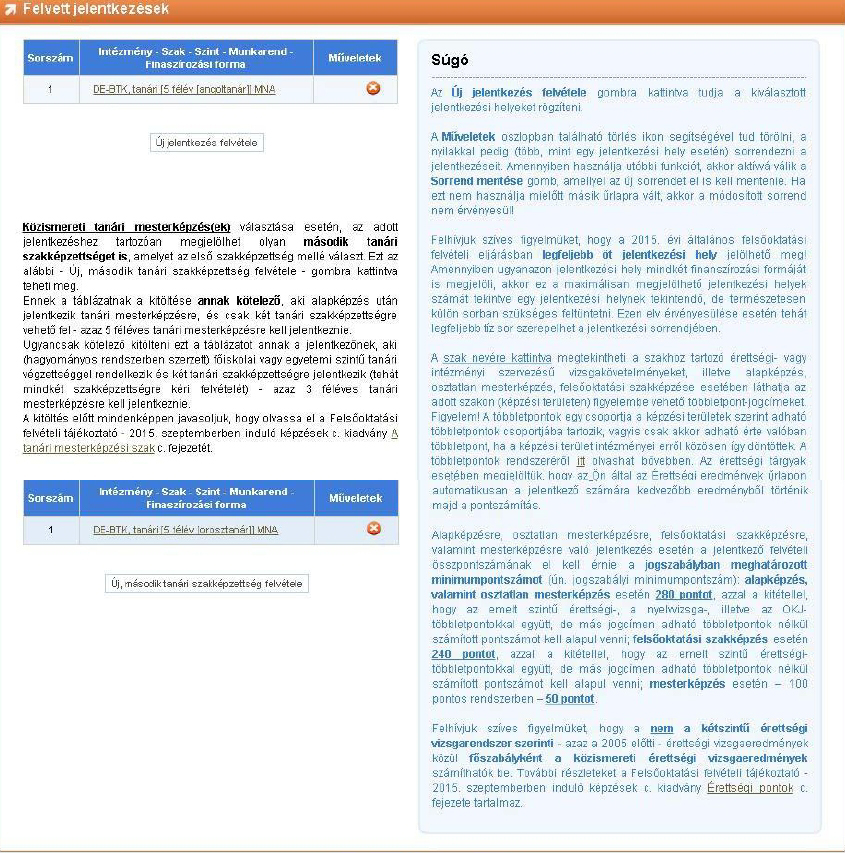 Felvett jelentkezések
Sorszám
Intézmény - Szak - Szint - Munkarend -
Finaszírozási forma
Műveletek
1
DE-BTK, tanári [5 félév [angoltanár]] MNA
Új jelentkezés felvétele
Közismereti tanári mesterképzés(ek) választása esetén, az adott
jelentkezéshez tartozóan megjelölhet olyan második tanári
szakképzettséget is, amelyet az első szakképzettség mellé választ. Ezt az
alábbi - Új, második tanári szakképzettség felvétele - gombra kattintva
teheti meg.
Ennek a táblázatnak a kitöltése annak kötelező, aki alapképzés után
jelentkezik tanári mesterképzésre, és csak két tanári szakképzettségre
vehető fel - azaz 5 féléves tanári mesterképzésre kell jelentkeznie.
Ugyancsak kötelező kitölteni ezt a táblázatot annak a jelentkezőnek, aki
(hagyományos rendszerben szerzett) főiskolai vagy egyetemi szintű tanári
végzettséggel rendelkezik és két tanári szakképzettségre jelentkezik (tehát
mindkét szakképzettségre kéri felvételét) - azaz 3 féléves tanári
mesterképzésre kell jelentkeznie.
A kitöltés előtt mindenképpen javasoljuk, hogy olvassa el a Felsőoktatási
felvételi tájékoztató - 2015. szeptemberben induló képzések c. kiadvány A
tanári mesterképzési szak c. fejezetét.
Sorszám
Intézmény - Szak - Szint - Munkarend -
Finaszírozási forma
Műveletek
1
DE-BTK, tanári [5 félév [orosztanár]] MNA
Új, második tanári szakképzettség felvétele
Súgó
Az Új jelentkezés felvétele gombra kattintva tudja a kiválasztott
jelentkezési helyeket rögzíteni.
A Műveletek oszlopban található törlés ikon segítségével tud törölni, a
nyilakkal pedig (több, mint egy jelentkezési hely esetén) sorrendezni a
jelentkezéseit. Amennyiben használja utóbbi funkciót, akkor aktívvá válik a
Sorrend mentése gomb, amellyel az új sorrendet el is kell mentenie. Ha
ezt nem használja mielőtt másik űrlapra vált, akkor a módosított sorrend
nem érvényesül!
Felhívjuk szíves figyelmüket, hogy a 2015. évi általános felsőoktatási
felvételi eljárásban legfeljebb öt jelentkezési hely jelölhető meg!
Amennyiben ugyanazon jelentkezési hely mindkét finanszírozási formáját
is megjelöli, akkor ez a maximálisan megjelölhető jelentkezési helyek
számát tekintve egy jelentkezési helynek tekintendő, de természetesen
külön sorban szükséges feltüntetni. Ezen elv érvényesülése esetén tehát
legfeljebb tíz sor szerepelhet a jelentkezési sorrendjében.
A szak nevére kattintva megtekintheti a szakhoz tartozó érettségi- vagy
intézményi szervezésű vizsgakövetelményeket, illetve alapképzés,
osztatlan mesterképzés, felsőoktatási szakképzése esetében láthatja az
adott szakon (képzési területen) figyelembe vehető többletpont-jogcímeket.
Figyelem! A többletpontok egy csoportja a képzési területek szerint adható
többletpontok csoportjába tartozik, vagyis csak akkor adható érte valóban
többletpont, ha a képzési terület intézményei erről közösen így döntöttek. A
többletpontok rendszeréről itt olvashat bővebben. Az érettségi tárgyak
esetében megjelöltük, hogy az Ön által az Érettségi eredmények űrlapon
automatikusan a jelentkező számára kedvezőbb eredményből történik
majd a pontszámítás.
Alapképzésre, osztatlan mesterképzésre, felsőoktatási szakképzésre,
valamint mesterképzésre való jelentkezés esetén a jelentkező felvételi
összpontszámának el kell érnie a jogszabályban meghatározott
minimumpontszámot (ún. jogszabályi minimumpontszám): alapképzés,
valamint osztatlan mesterképzés esetén 280 pontot, azzal a kitétellel,
hogy az emelt szintű érettségi-, a nyelvvizsga-, illetve az OKJ-
többletpontokkal együtt, de más jogcímen adható többletpontok nélkül
számított pontszámot kell alapul venni; felsőoktatási szakképzés esetén
240 pontot, azzal a kitétellel, hogy az emelt szintű érettségi-
többletpontokkal együtt, de más jogcímen adható többletpontok nélkül
számított pontszámot kell alapul venni; mesterképzés esetén – 100
pontos rendszerben – 50 pontot.
Felhívjuk szíves figyelmüket, hogy a nem a kétszintű érettségi
vizsgarendszer szerinti - azaz a 2005 előtti - érettségi vizsgaeredmények
közül főszabályként a közismereti érettségi vizsgaeredmények
számíthatók be. További részleteket a Felsőoktatási felvételi tájékoztató -
2015. szeptemberben induló képzések c. kiadvány Érettségi pontok c.
fejezete tartalmaz.